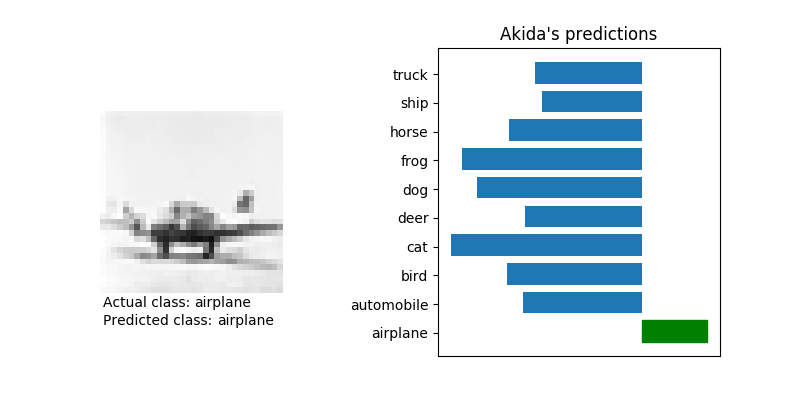 Akida's predictions
truck
ship
horse
frog
dog
deer
cat
bird
automobile
airplane
Actual class: airplane
Predicted class: airplane